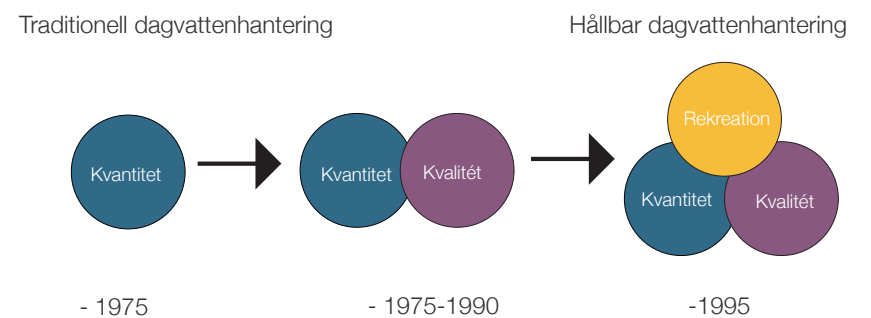 Traditionell dagvattenhantering
Hållbar dagvattenhantering
Kvantitet
Kvantitet
Kvalitét
Rekreation
Kvantitet
Kvalitét
- 1975
- 1975-1990
-1995